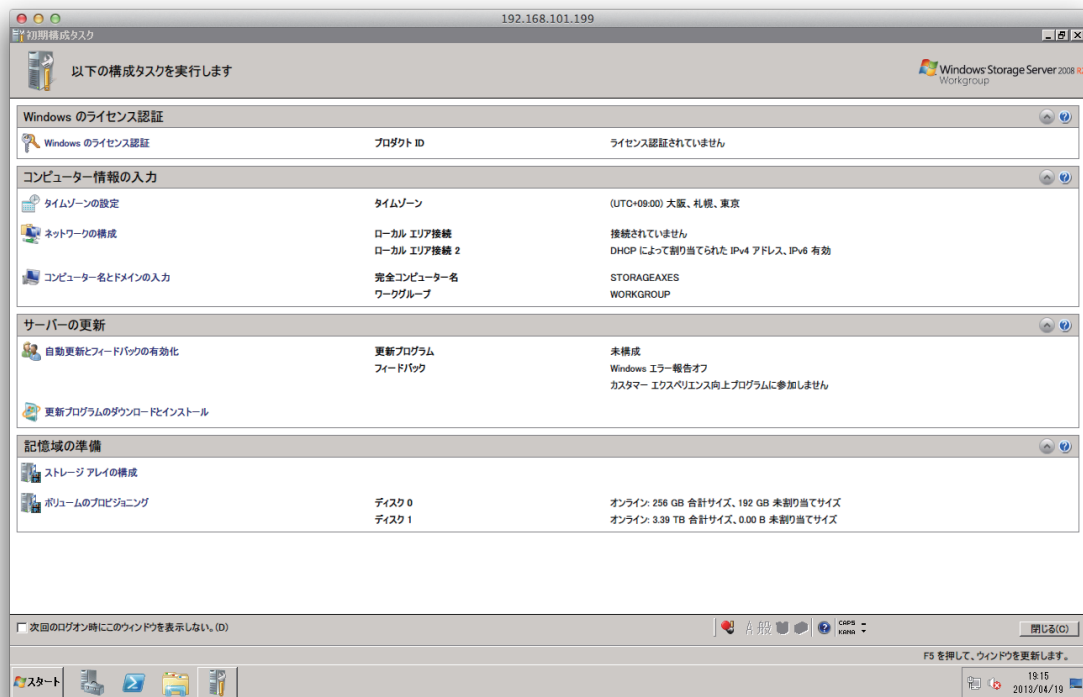 192.168.101.199
初期構成タスク
以下の構成タスクを実行します
Windows Storage Server 2008 R2
Workgroup
Windows のライセンス認証
Windows のライセンス認証 プロダクト ID ライセンス認証されていません
コンピューター情報の入力
タイムゾーンの設定 タイムゾーン (UTC+09:00) 大阪、札幌、東京
ネットワークの構成 ローカル エリア接続 接続されていません
ローカル エリア接続 2 DHCP によって割り当てられた IPv4 アドレス、IPv6 有効
コンピューター名とドメインの入力 完全コンピューター名 STORAGEAXES
ワークグループ WORKGROUP
サーバーの更新
自動更新とフィードバックの有効化 更新プログラム 未構成
フィードバック Windows エラー報告オフ
カスタマー エクスペリエンス向上プログラムに参加しません
更新プログラムのダウンロードとインストール
記憶域の準備
ストレージ アレイの構成
ボリュームのプロビジョニング ディスク 0 オンライン: 256 GB 合計サイズ、192 GB 未割り当てサイズ
ディスク 1 オンライン: 3.39 TB 合計サイズ、0.00 B 未割り当てサイズ
次回のログオン時にこのウィンドウを表示しない。(D)
A 般 CAPS KANA
閉じる(C)
F5 を押して、ウィンドウを更新します。
スタート
19:15
2013/04/19